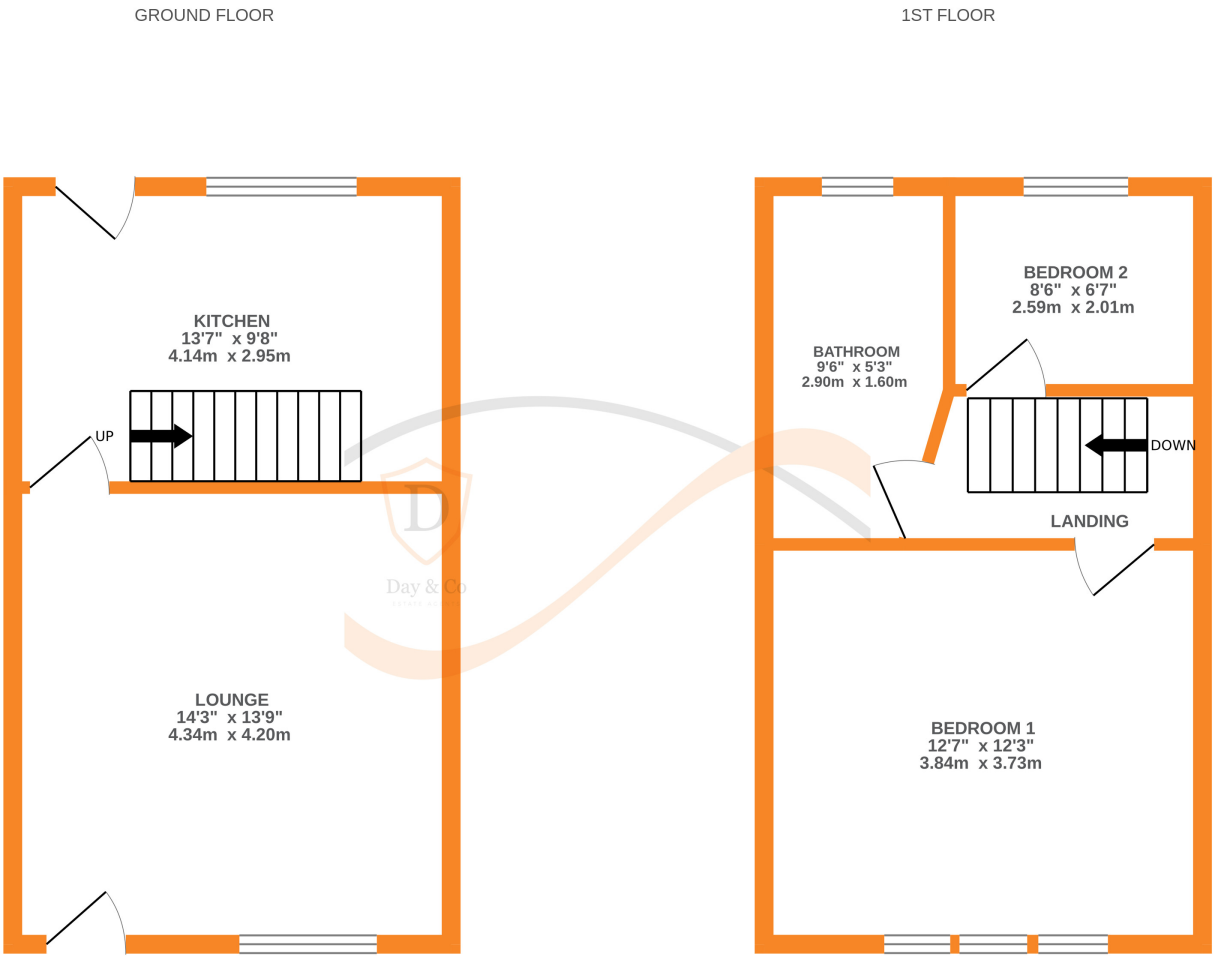 GROUND FLOOR
1ST FLOOR
KITCHEN
13'7" x 9'8"
4.14m x 2.95m
UP
LOUNGE
14'3" x 13'9"
4.34m x 4.20m
D
Day & Co
BEDROOM 2
8'6" x 6'7"
2.59m x 2.01m
BATHROOM
9'6" x 5'3"
2.90m x 1.60m
DOWN
LANDING
BEDROOM 1
12'7" x 12'3"
3.84m x 3.73m